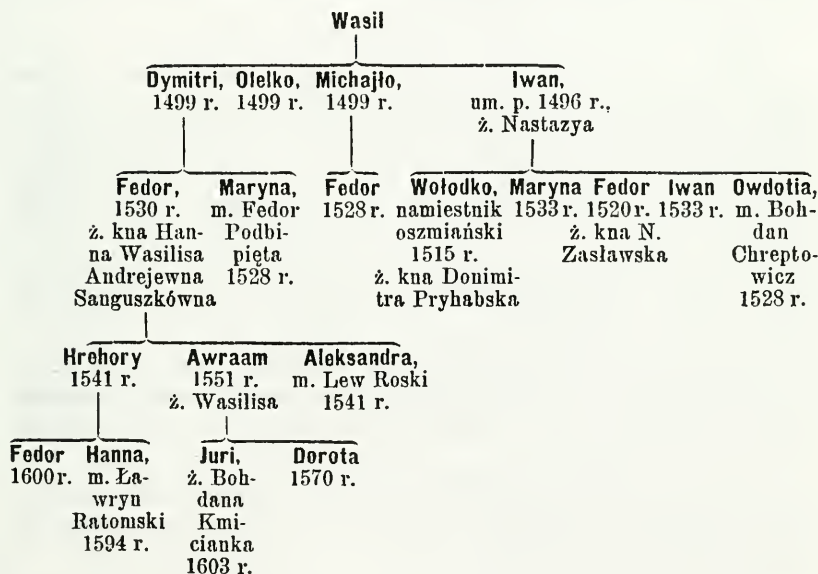 Wasil
Dymitri, Olelko, Michajło, Iwan,
1499 r. 1499 r. 1499 r. um. p. 1496 r.,
ż. Nastazya
Fedor, Maryna, Fedor Wołodko, Maryna Fedor Iwan Owdotia,
1530 r. m. Fedor 1528 r. namiestnik 1533 r. 1520 r. 1533 r. m. Boh-
ż. kna Han- Podbi- oszmiański ż. kna N. dan
na Wasilisa pięta 1515 r. Zasławska Chrepto-
Andrejewna 1528 r. ż. kna Donimi- wicz
Sanguszkówna tra Pryhabska 1528 r.
Hrehory Awraam Aleksandra,
1541 r. 1551 r. m. Lew Roski
ż. Wasilisa 1541 r.
Fedor Hanna, Juri, Dorota
1600 r. m. Ła- ż. Boh- 1570 r.
wryn dana
Ratomski Kmi-
1594 r. cianka
1603 r.